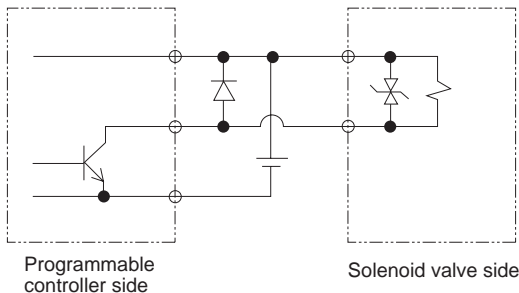 Programmable
controller side
Solenoid valve side